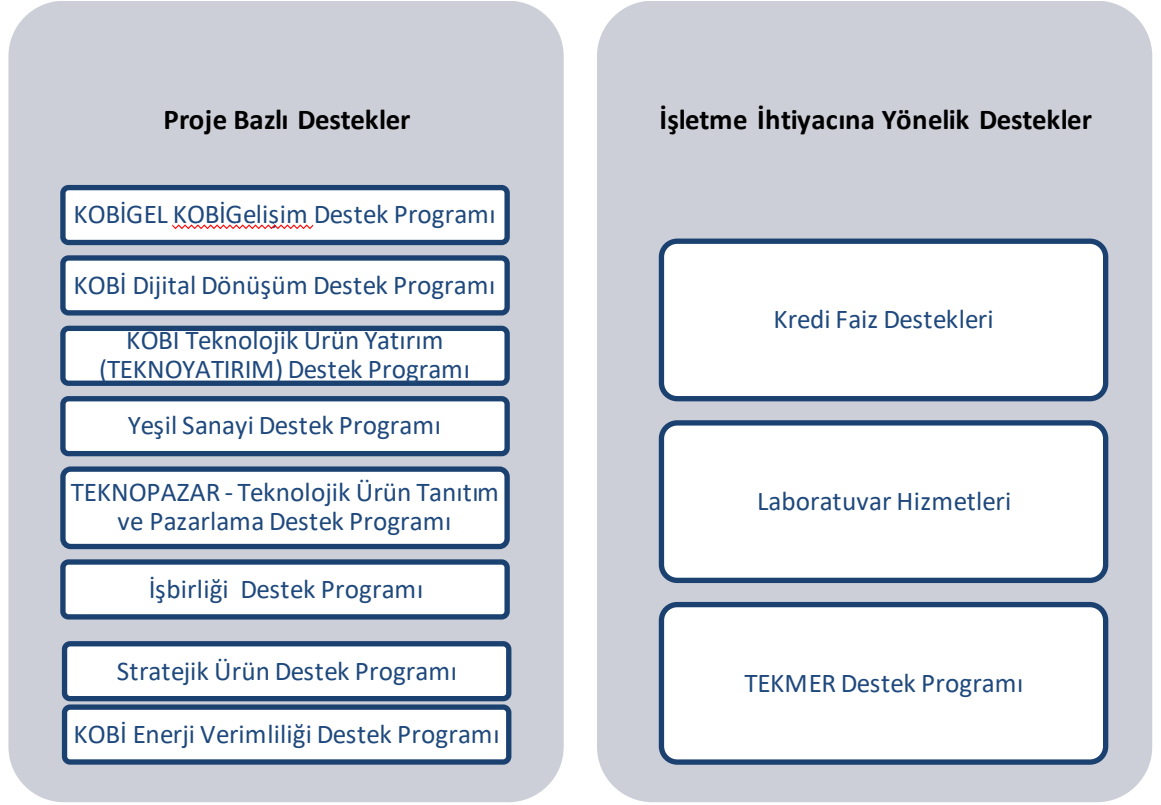 Proje Bazlı Destekler
KOBİGEL KOBİGelişim Destek Programı
KOBİ Dijital Dönüşüm Destek Programı
KOBİ Teknolojik Ürün Yatırım
(TEKNOYATIRIM) Destek Programı
Yeşil Sanayi Destek Programı
TEKNOPAZAR - Teknolojik Ürün Tanıtım
ve Pazarlama Destek Programı
İşbirliği Destek Programı
Stratejik Ürün Destek Programı
KOBİ Enerji Verimliliği Destek Programı
İşletme İhtiyacına Yönelik Destekler
Kredi Faiz Destekleri
Laboratuvar Hizmetleri
TEKMER Destek Programı